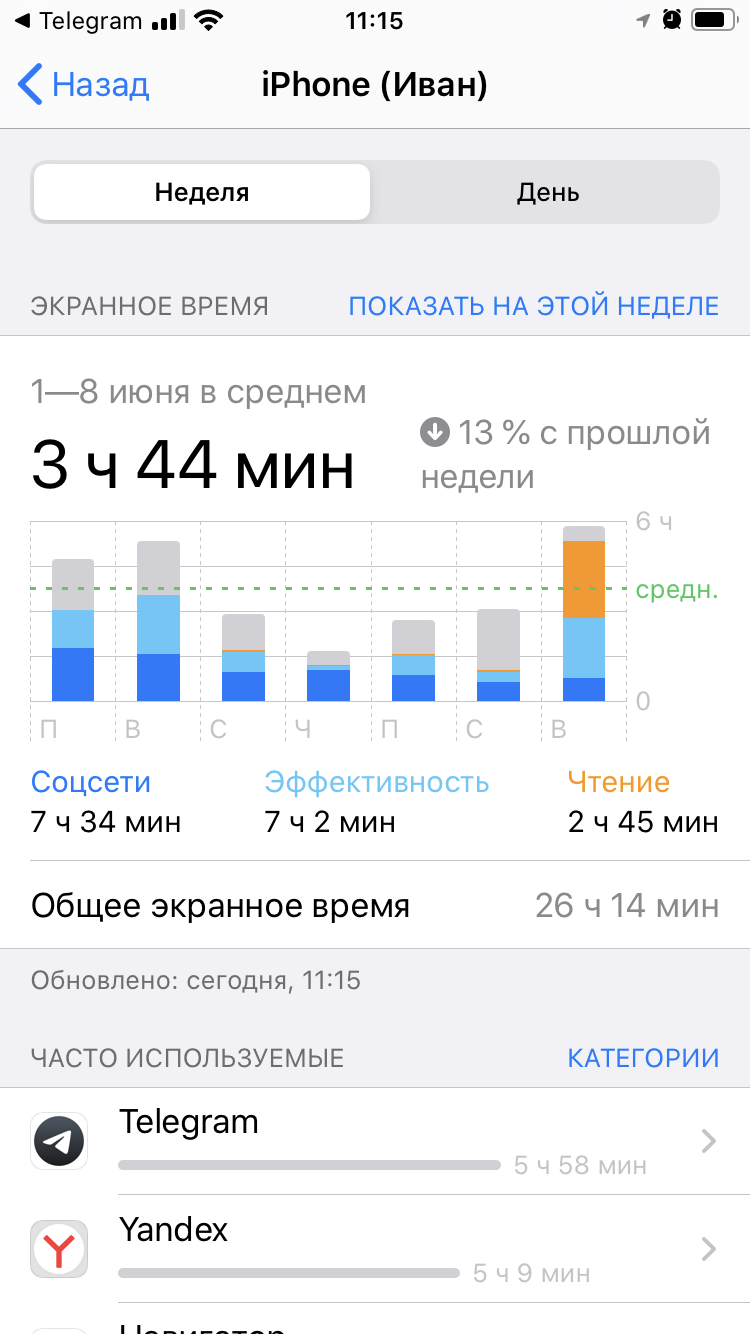 Telegram 11:15
Назад iPhone (Иван)
Неделя День
ЭКРАННОЕ ВРЕМЯ ПОКАЗАТЬ НА ЭТОЙ НЕДЕЛЕ
1—8 июня в среднем
3 ч 44 мин
13 % с прошлой
недели
6 ч
средн.
0
П В С Ч П С В
Соцсети Эффективность Чтение
7 ч 34 мин 7 ч 2 мин 2 ч 45 мин
Общее экранное время 26 ч 14 мин
Обновлено: сегодня, 11:15
ЧАСТО ИСПОЛЬЗУЕМЫЕ КАТЕГОРИИ
Telegram
5 ч 58 мин
Yandex
5 ч 9 мин
Навигатор